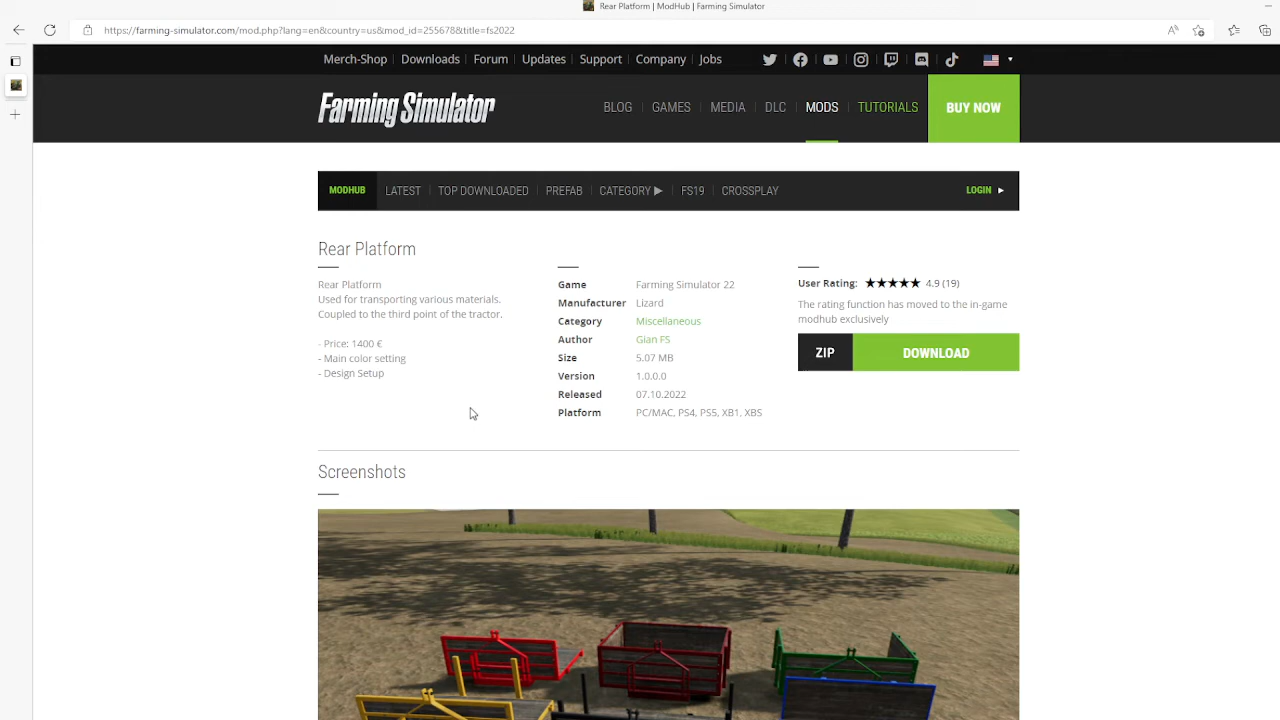 Rear Platform | ModHub | Farming Simulator
https://farming-simulator.com/mod.php?lang=en&country=us&mod_id=255678&title=fs2022
Merch-Shop Downloads Forum Updates Support Company Jobs
Farming Simulator
BLOG GAMES MEDIA DLC MODS TUTORIALS BUY NOW
MODHUB LATEST TOP DOWNLOADED PREFAB CATEGORY ▶ FS19 CROSSPLAY LOGIN ▶
Rear Platform
Rear Platform
Used for transporting various materials.
Coupled to the third point of the tractor.
- Price: 1400 €
- Main color setting
- Design Setup
Game Farming Simulator 22
Manufacturer Lizard
Category Miscellaneous
Author Gian FS
Size 5.07 MB
Version 1.0.0.0
Released 07.10.2022
Platform PC/MAC, PS4, PS5, XB1, XBS
User Rating: ★★★★★ 4.9 (19)
The rating function has moved to the in-game
modhub exclusively
ZIP DOWNLOAD
Screenshots